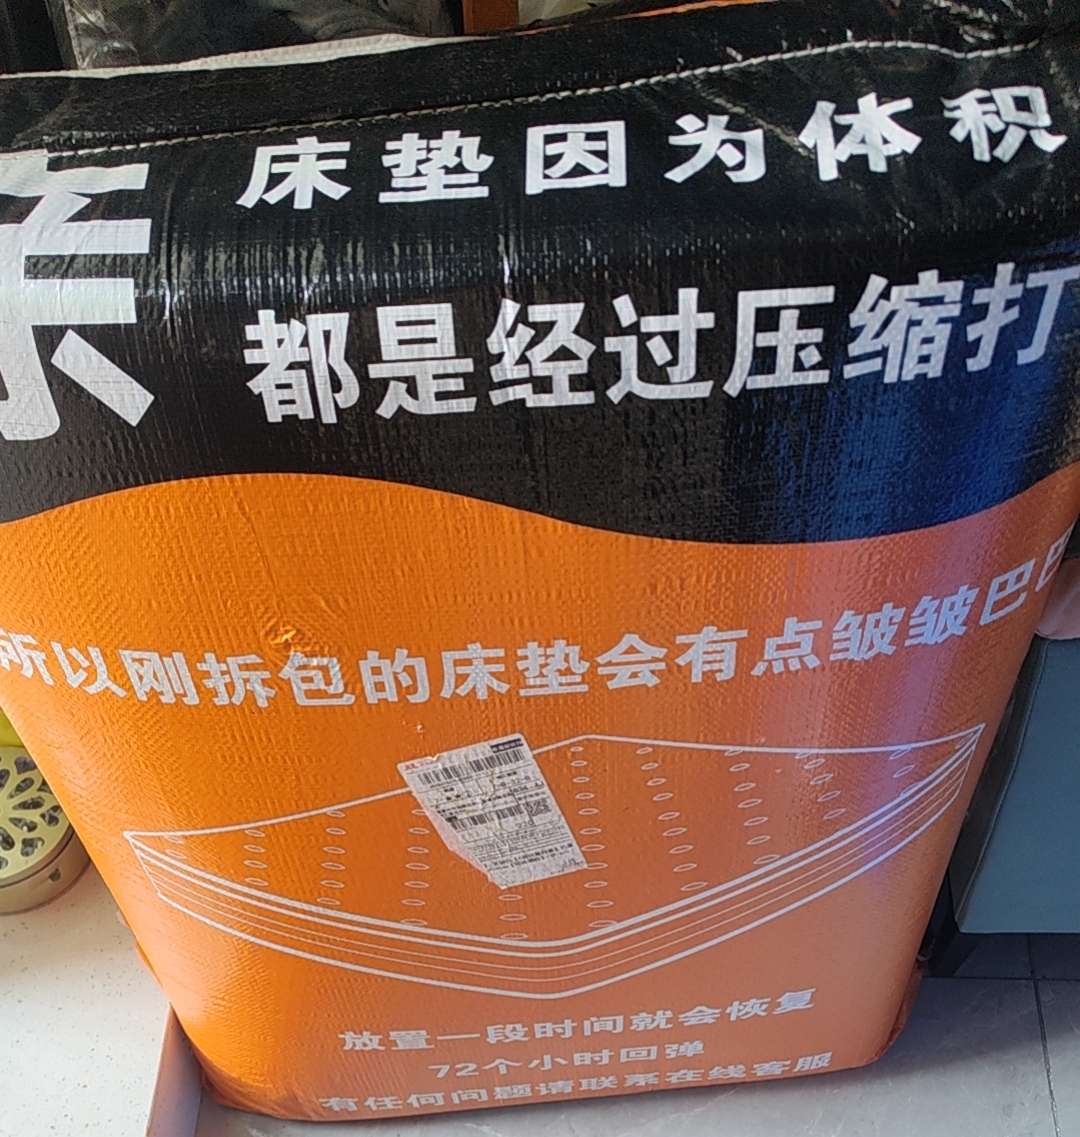 床垫因为体积
都是经过压缩打
所以刚拆包的床垫会有点皱皱巴巴
放置一段时间就会恢复
72个小时回弹
有任何问题请联系在线客服